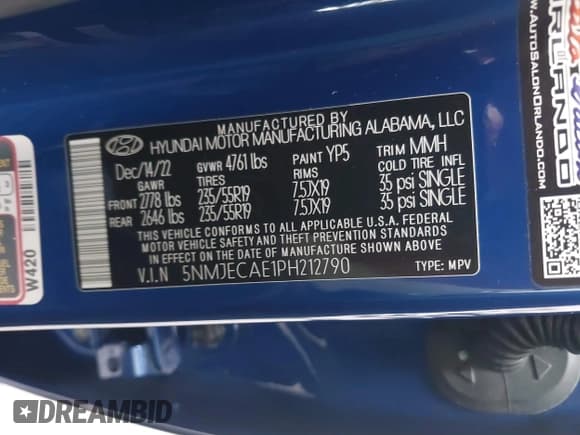 MANUFACTURED BY
HYUNDAI MOTOR MANUFACTURING ALABAMA, LLC
Dec/14/22 GVWR 4761 lbs PAINT YP5 TRIM MMH
GAWR TIRES RIMS COLD TIRE INFL
FRONT 2778 lbs 235/55R19 7.5JX19 35 psi SINGLE
REAR 2646 lbs 235/55R19 7.5JX19 35 psi SINGLE
THIS VEHICLE CONFORMS TO ALL APPLICABLE U.S.A. FEDERAL
MOTOR VEHICLE SAFETY AND THEFT PREVENTION STANDARDS
IN EFFECT ON THE DATE OF MANUFACTURE SHOWN ABOVE.
V.I.N 5NMJECAE1PH212790 TYPE: MPV
W420
ORLANDO
WWW.AUTOSALONORLANDO.COM
DREAMBID